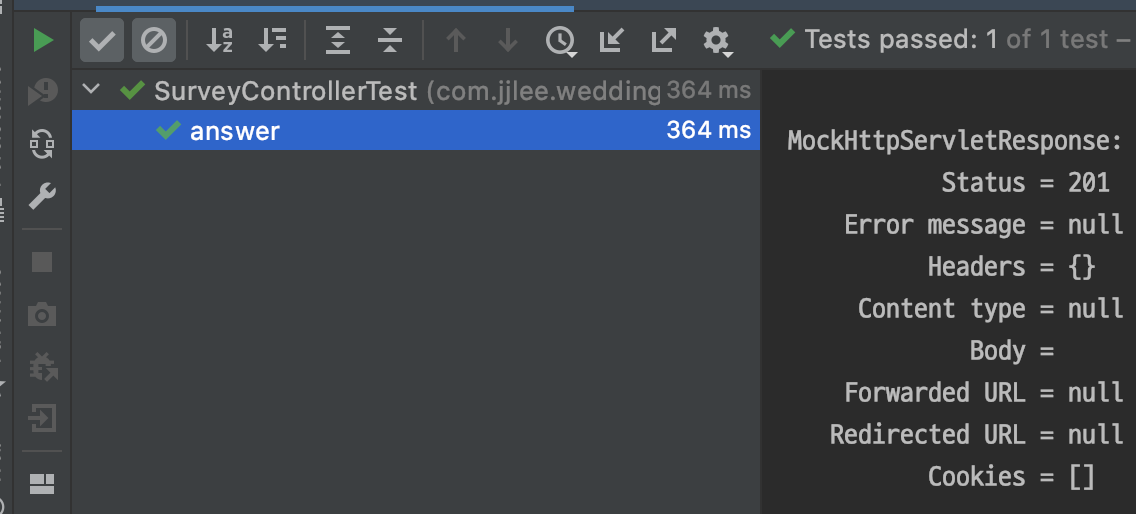 Tests passed: 1 of 1 test –
SurveyControllerTest (com.jjlee.wedding 364 ms
answer 364 ms
MockHttpServletResponse:
Status = 201
Error message = null
Headers = {}
Content type = null
Body =
Forwarded URL = null
Redirected URL = null
Cookies = []